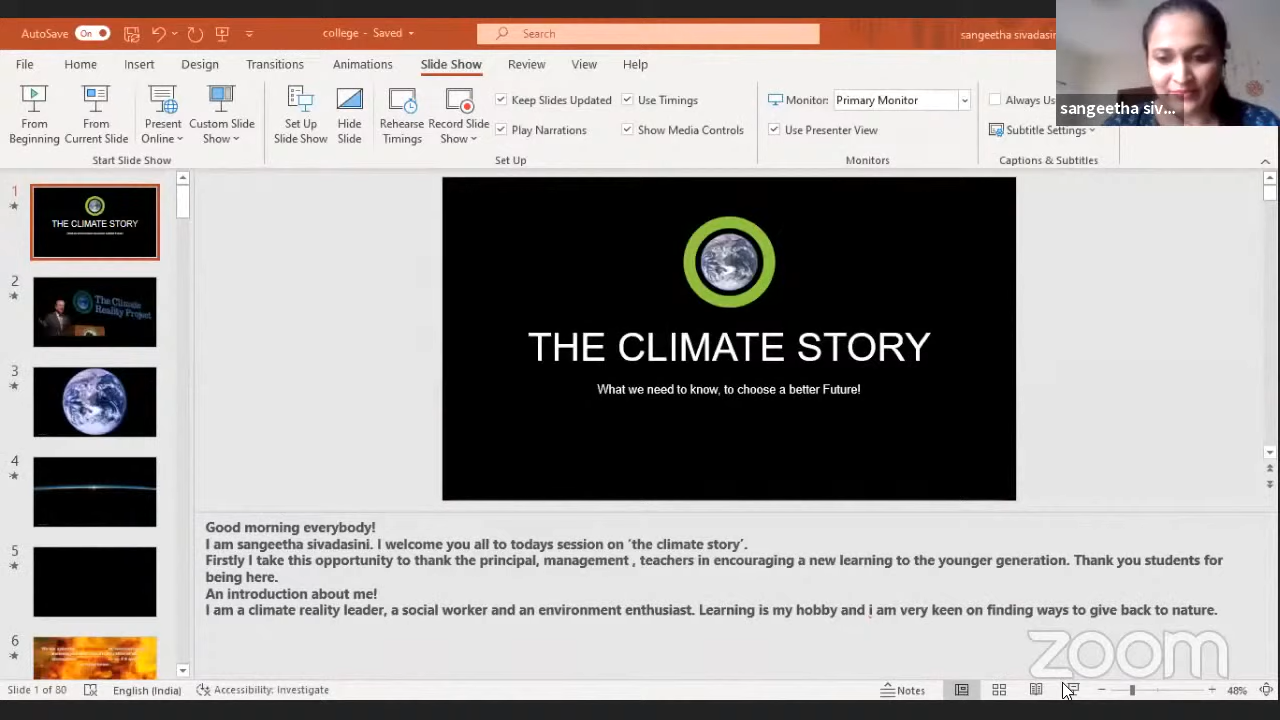 AutoSave On college - Saved Search sangeetha sivadasini
File Home Insert Design Transitions Animations Slide Show Review View Help
From Beginning
From Current Slide
Present Online
Custom Slide Show
Set Up Slide Show
Hide Slide
Rehearse Timings
Record Slide Show
Keep Slides Updated
Use Timings
Play Narrations
Show Media Controls
Monitor: Primary Monitor
Use Presenter View
Always Us
Subtitle Settings
sangeetha siv...
Start Slide Show Set Up Monitors Captions & Subtitles
1
THE CLIMATE STORY
2
The Climate
Reality Project
3
4
5
6
THE CLIMATE STORY
What we need to know, to choose a better Future!
Good morning everybody!
I am sangeetha sivadasini. I welcome you all to todays session on 'the climate story'.
Firstly I take this opportunity to thank the principal, management , teachers in encouraging a new learning to the younger generation. Thank you students for
being here.
An introduction about me!
I am a climate reality leader, a social worker and an environment enthusiast. Learning is my hobby and i am very keen on finding ways to give back to nature.
zoom
Slide 1 of 80 English (India) Accessibility: Investigate Notes 48%